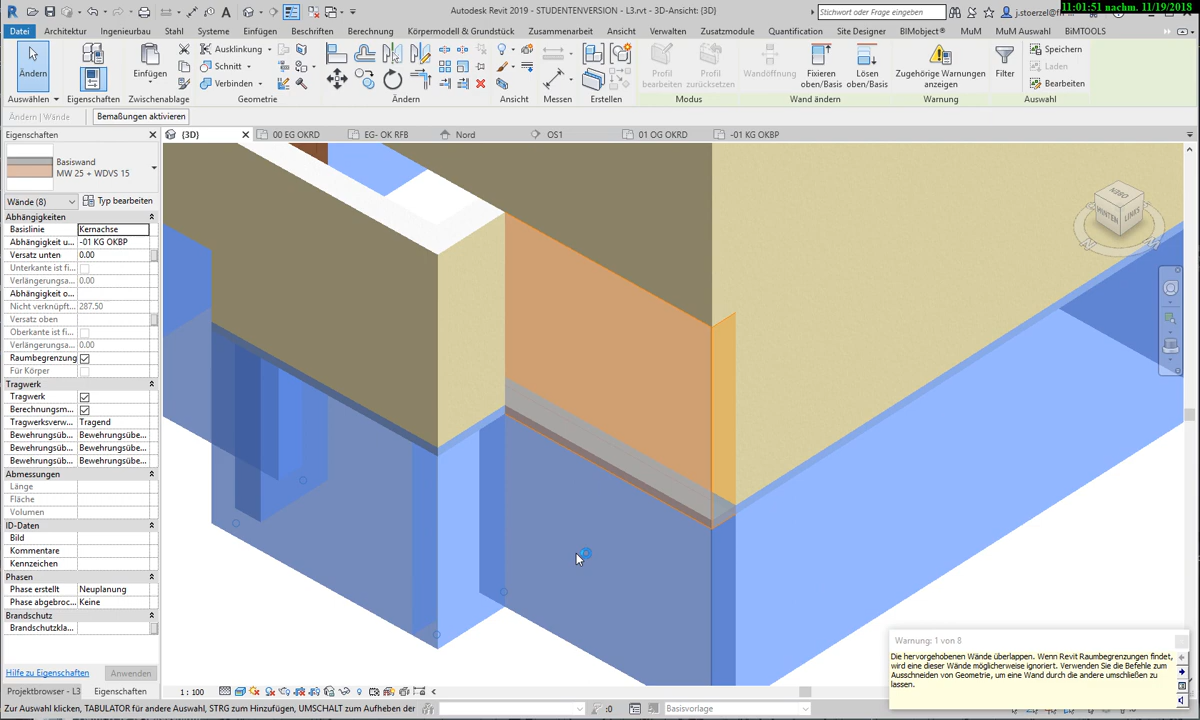 Autodesk Revit 2019 - STUDENTENVERSION - L3.rvt - 3D-Ansicht: {3D}
Stichwort oder Frage eingeben
j.stoerzel@
11:01:51 nachm. 11/19/2018
Datei Architektur Ingenieurbau Stahl Systeme Einfügen Beschriften Berechnung Körpermodell & Grundstück Zusammenarbeit Ansicht Verwalten Zusatzmodule Quantification Site Designer BIMobject® MuM MuM Auswahl BiMTOOLS
Ändern
Einfügen
Ausklinkung
Schnitt
Verbinden
Profil bearbeiten
Profil zurücksetzen
Wandöffnung
Fixieren oben/Basis
Lösen oben/Basis
Zugehörige Warnungen anzeigen
Filter
Speichern
Laden
Bearbeiten
Auswählen Eigenschaften Zwischenablage Geometrie Ändern Ansicht Messen Erstellen Modus Wand ändern Warnung Auswahl
Ändern | Wände
Bemaßungen aktivieren
Eigenschaften
{3D}
00 EG OKRD
EG- OK RFB
Nord
OS1
01 OG OKRD
-01 KG OKBP
Basiswand
MW 25 + WDVS 15
Wände (8) Typ bearbeiten
Abhängigkeiten
Basislinie Kernachse
Abhängigkeit u... -01 KG OKBP
Versatz unten 0.00
Unterkante ist fi...
Verlängerungsa... 0.00
Abhängigkeit o...
Nicht verknüpft... 287.50
Versatz oben
Oberkante ist fi...
Verlängerungsa... 0.00
Raumbegrenzung
Für Körper
Tragwerk
Tragwerk
Berechnungsm...
Tragwerksverw... Tragend
Bewehrungsüb... Bewehrungsübe...
Bewehrungsüb... Bewehrungsübe...
Bewehrungsüb... Bewehrungsübe...
Abmessungen
Länge
Fläche
Volumen
ID-Daten
Bild
Kommentare
Kennzeichen
Phasen
Phase erstellt Neuplanung
Phase abgebroc... Keine
Brandschutz
Brandschutzkla...
Hilfe zu Eigenschaften Anwenden
Projektbrowser - L3 Eigenschaften
OBEN
HINTEN
LINKS
N
Warnung: 1 von 8
Die hervorgehobenen Wände überlappen. Wenn Revit Raumbegrenzungen findet,
wird eine dieser Wände möglicherweise ignoriert. Verwenden Sie die Befehle zum
Ausschneiden von Geometrie, um eine Wand durch die andere umschließen zu
lassen.
1 : 100
Zur Auswahl klicken, TABULATOR für andere Auswahl, STRG zum Hinzufügen, UMSCHALT zum Aufheben der
:0
Basisvorlage